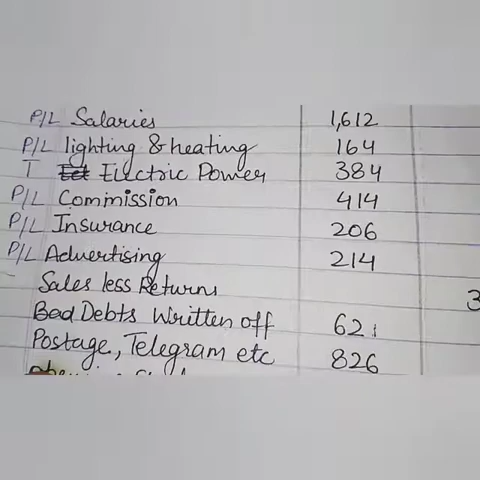 P/L Salaries 1,612
P/L lighting & heating 164
T Electric Power 384
P/L Commission 414
P/L Insurance 206
P/L Advertising 214
Sales less Returns 3
Bad Debts Written off 62
Postage, Telegram etc 826